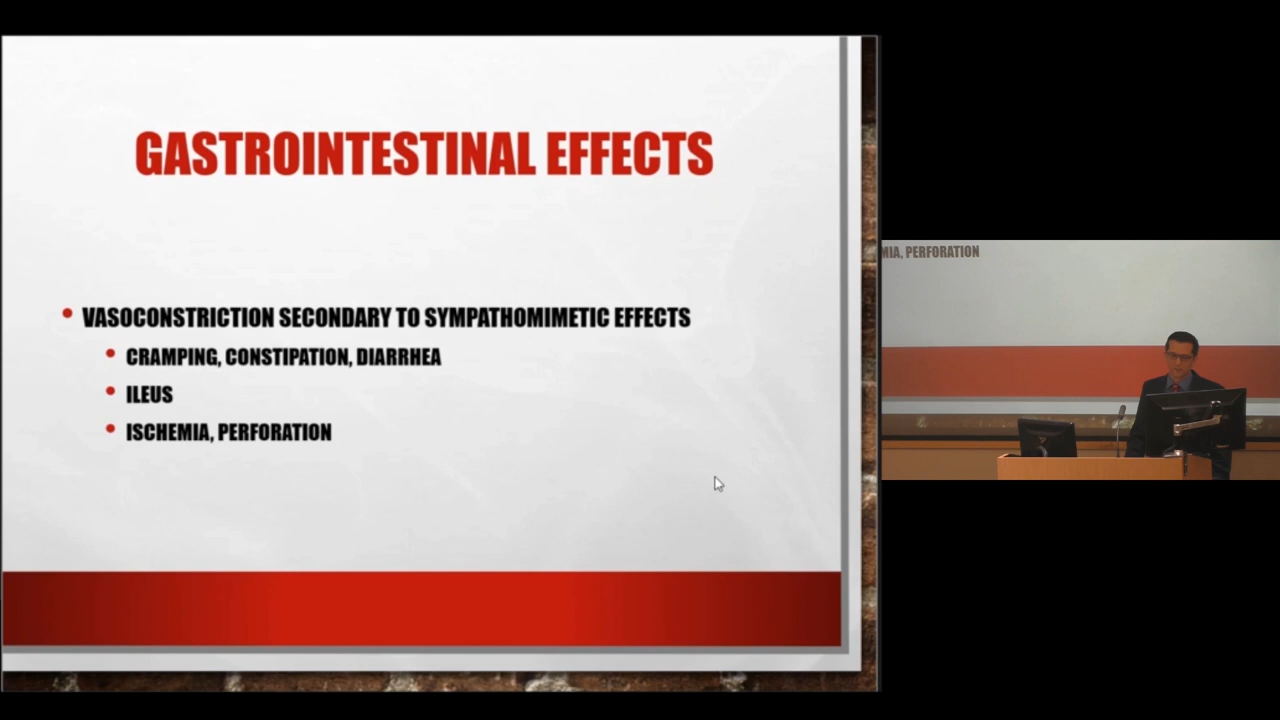 GASTROINTESTINAL EFFECTS
• VASOCONSTRICTION SECONDARY TO SYMPATHOMIMETIC EFFECTS
• CRAMPING, CONSTIPATION, DIARRHEA
• ILEUS
• ISCHEMIA, PERFORATION
MIA, PERFORATION